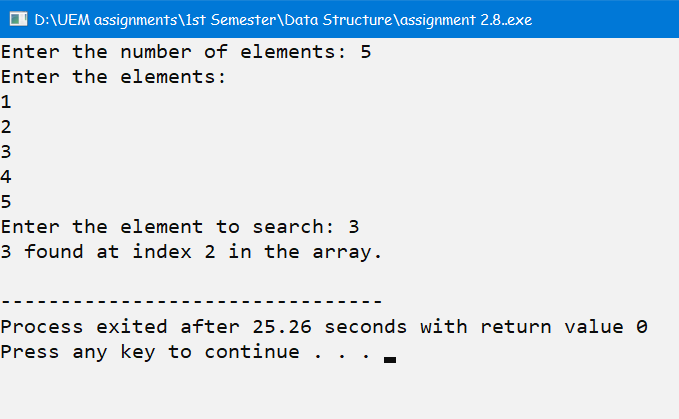 D:\UEM assignments\1st Semester\Data Structure\assignment 2.8..exe
Enter the number of elements: 5
Enter the elements:
1
2
3
4
5
Enter the element to search: 3
3 found at index 2 in the array.
--------------------------------
Process exited after 25.26 seconds with return value 0
Press any key to continue . . .